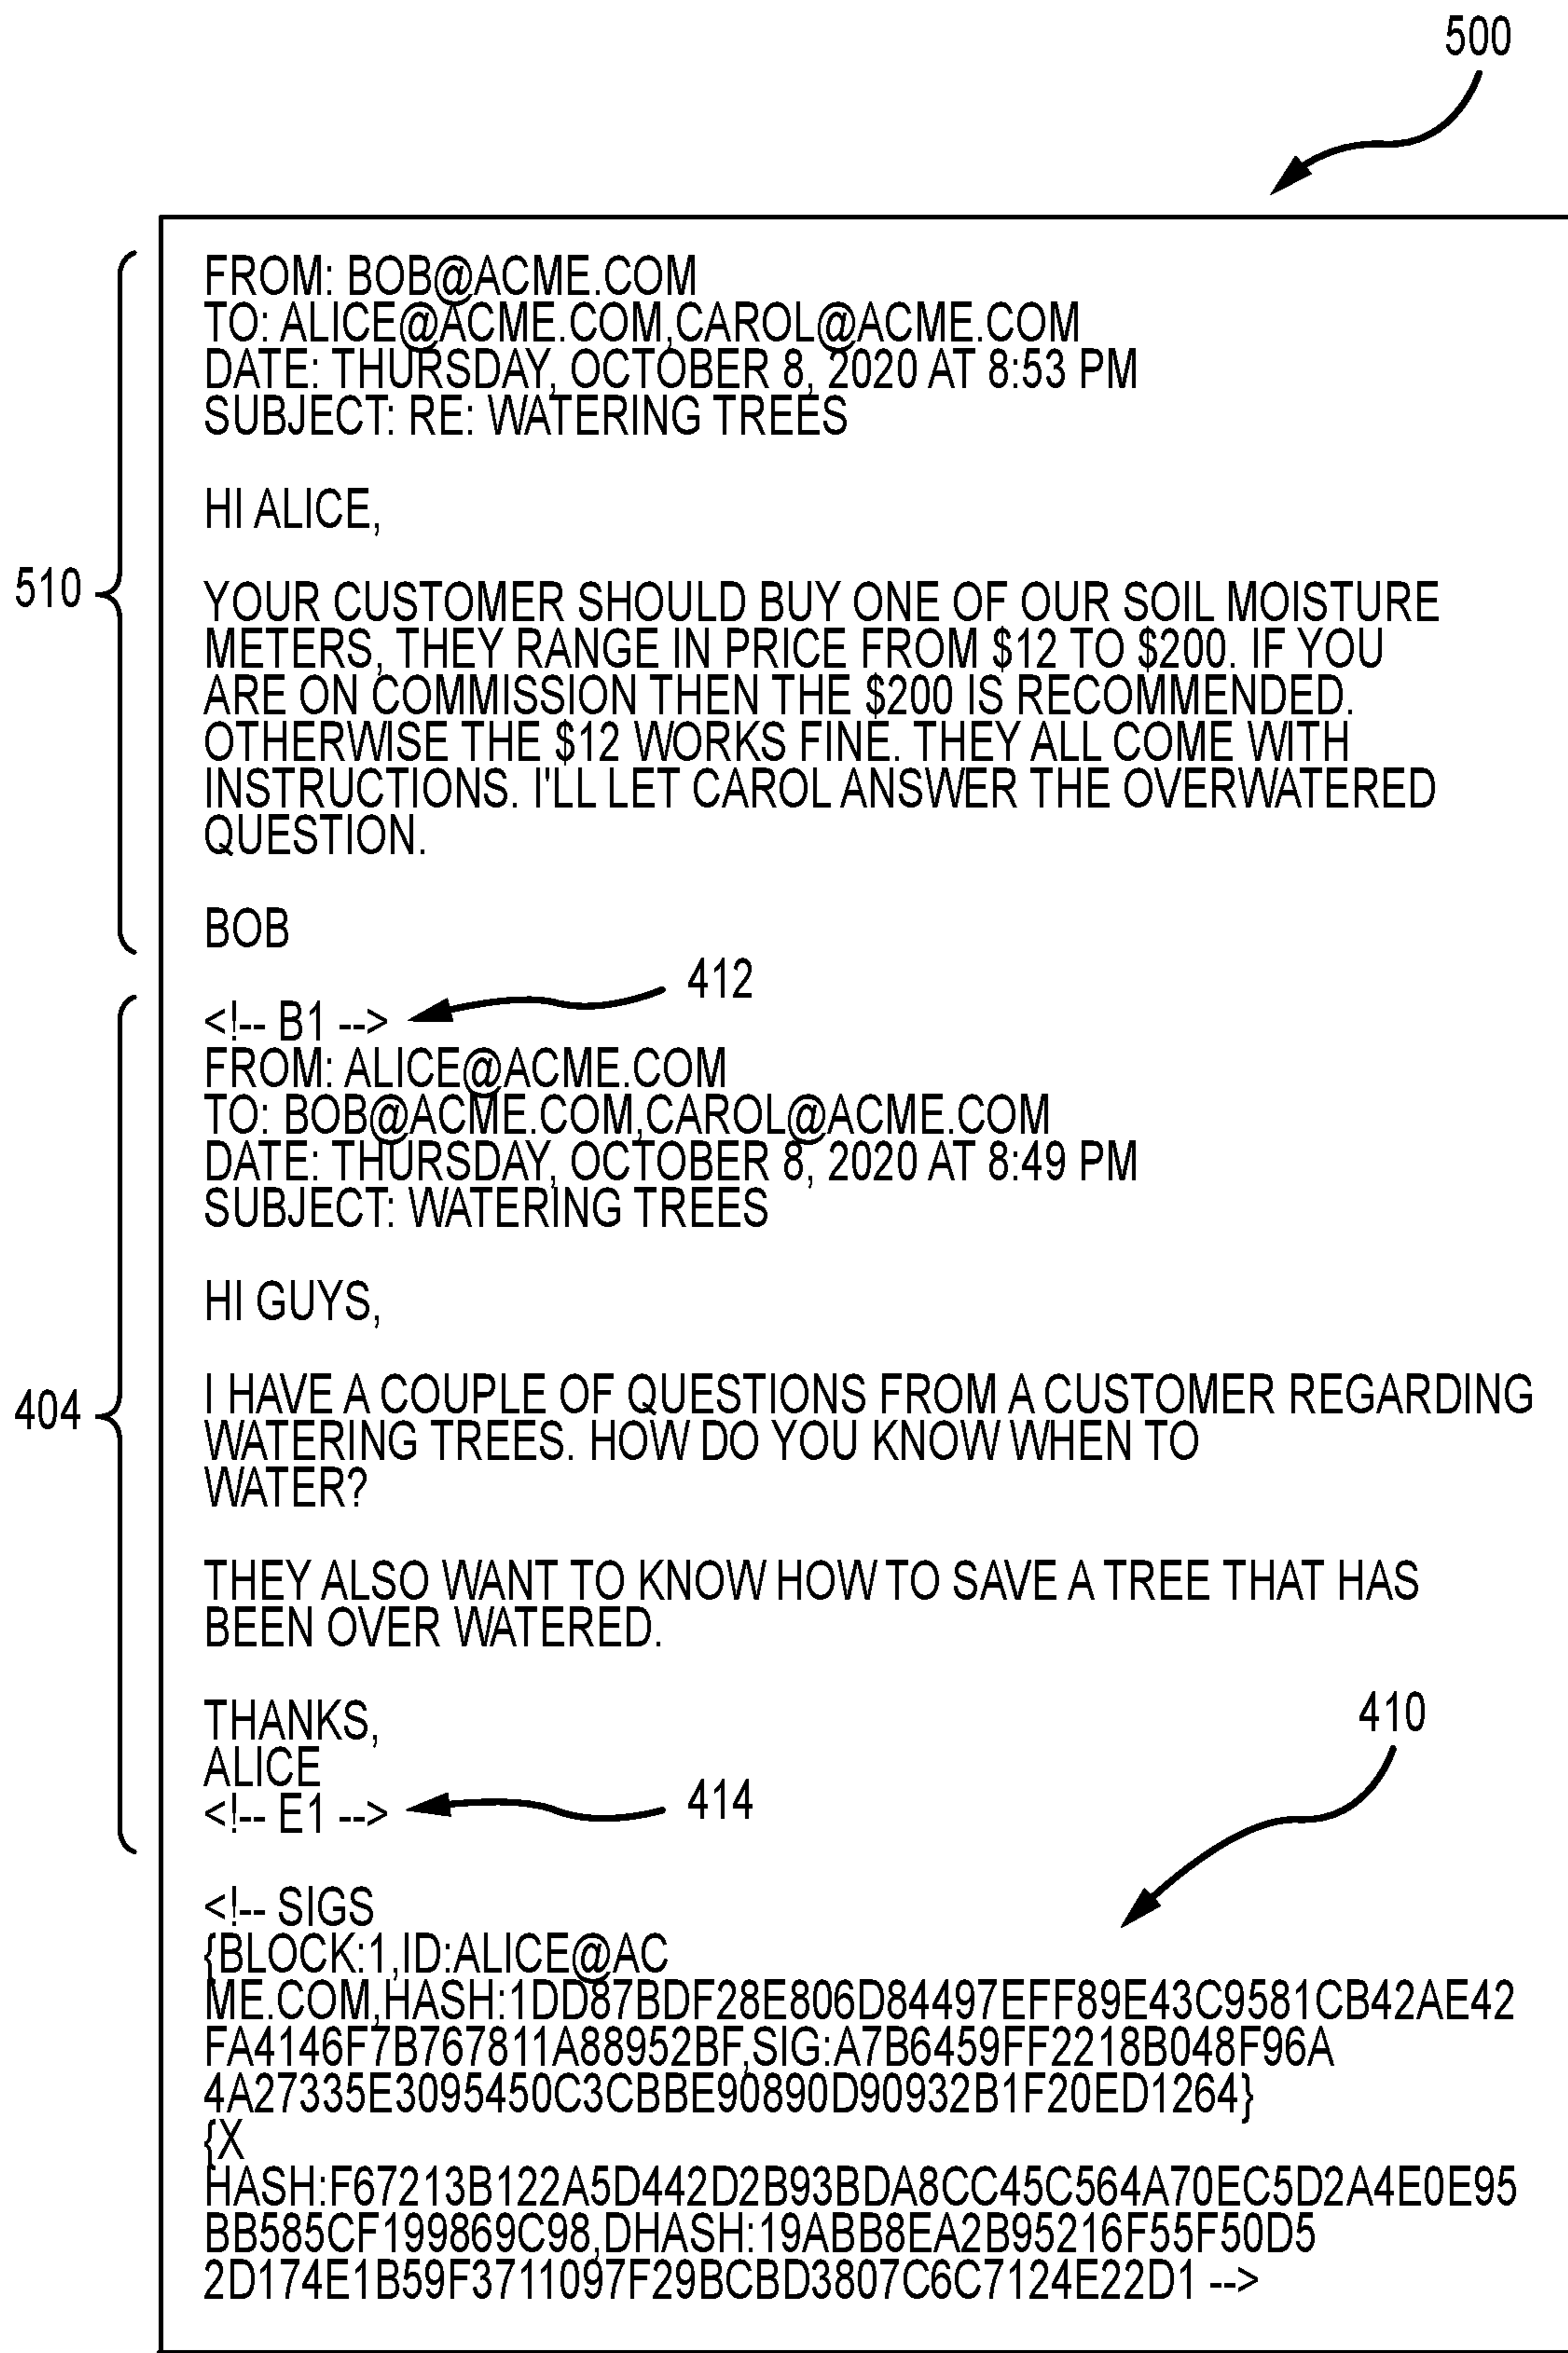 500
FROM: BOB@ACME.COM
TO: ALICE@ACME.COM,CAROL@ACME.COM
DATE: THURSDAY, OCTOBER 8, 2020 AT 8:53 PM
SUBJECT: RE: WATERING TREES
HI ALICE,
510
YOUR CUSTOMER SHOULD BUY ONE OF OUR SOIL MOISTURE
METERS, THEY RANGE IN PRICE FROM $12 TO $200. IF YOU
ARE ON COMMISSION THEN THE $200 IS RECOMMENDED.
OTHERWISE THE $12 WORKS FINE. THEY ALL COME WITH
INSTRUCTIONS. I'LL LET CAROL ANSWER THE OVERWATERED
QUESTION.
BOB
412
<!-- B1 -->
FROM: ALICE@ACME.COM
TO: BOB@ACME.COM,CAROL@ACME.COM
DATE: THURSDAY, OCTOBER 8, 2020 AT 8:49 PM
SUBJECT: WATERING TREES
HI GUYS,
404
I HAVE A COUPLE OF QUESTIONS FROM A CUSTOMER REGARDING
WATERING TREES. HOW DO YOU KNOW WHEN TO
WATER?
THEY ALSO WANT TO KNOW HOW TO SAVE A TREE THAT HAS
BEEN OVER WATERED.
THANKS,
410
ALICE
<!-- E1 -->
414
<!-- SIGS
{BLOCK:1,ID:ALICE@AC
ME.COM,HASH:1DD87BDF28E806D84497EFF89E43C9581CB42AE42
FA4146F7B767811A88952BF,SIG:A7B6459FF2218B048F96A
4A27335E3095450C3CBBE90890D90932B1F20ED1264}
{X
HASH:F67213B122A5D442D2B93BDA8CC45C564A70EC5D2A4E0E95
BB585CF199869C98,DHASH:19ABB8EA2B95216F55F50D5
2D174E1B59F3711097F29BCBD3807C6C7124E22D1 -->